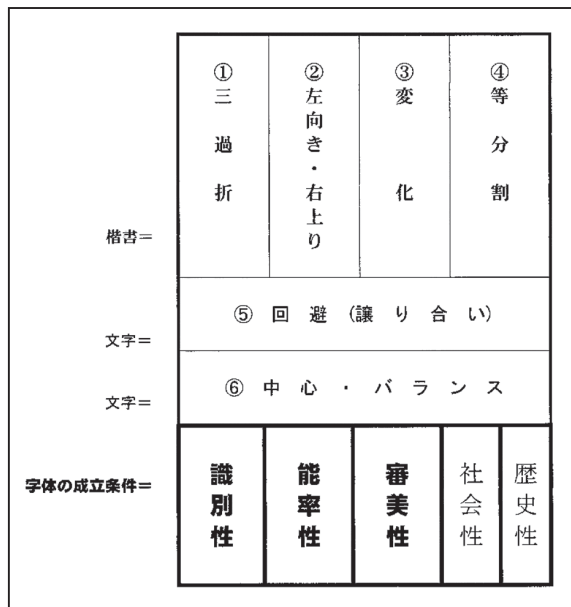 楷書=
①三過折
②左向き・右上り
③変化
④等分割
文字=
⑤回避(譲り合い)
文字=
⑥中心・バランス
字体の成立条件=
識別性
能率性
審美性
社会性
歴史性